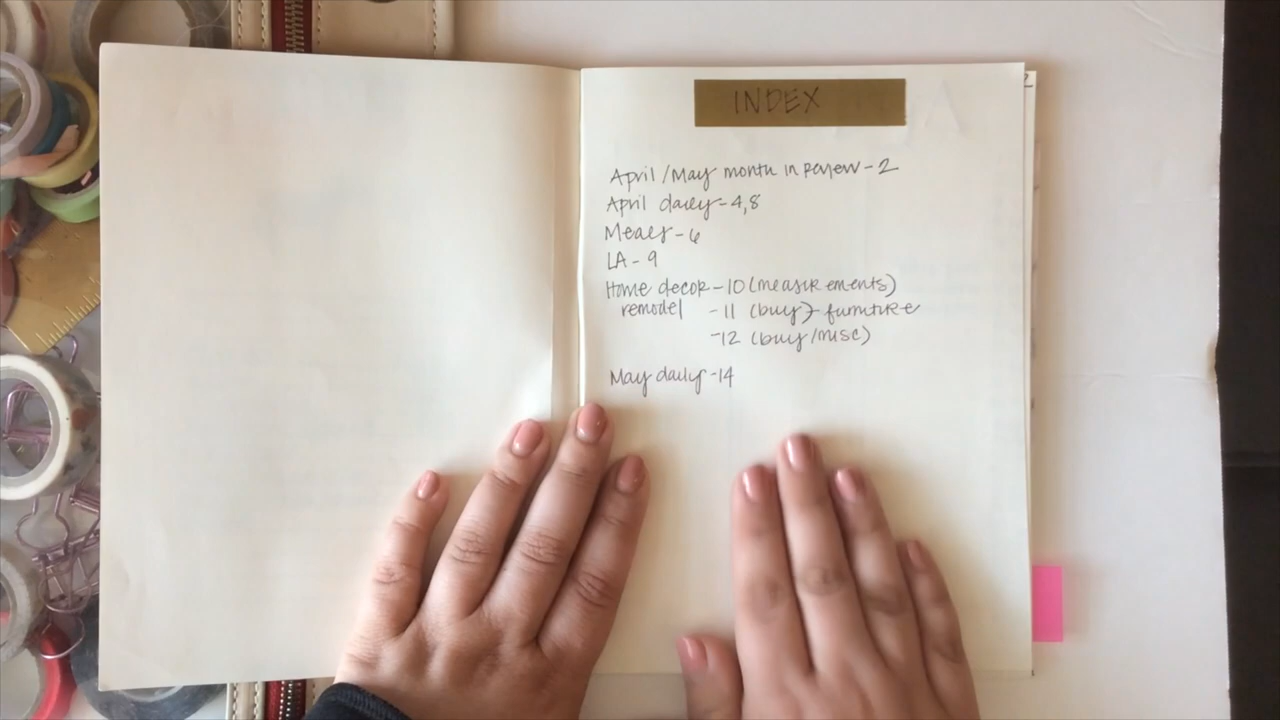 INDEX
April/May month in review - 2
April daily - 4,8
Meals - 6
LA - 9
Home decor - 10 (measurements)
remodel - 11 (buy) - furniture
- 12 (buy/misc)
May daily - 14
2